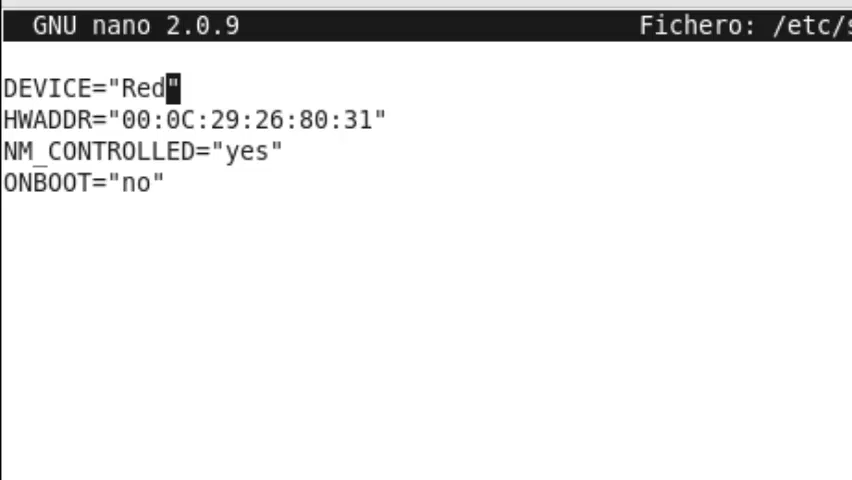 GNU nano 2.0.9 Fichero: /etc/s
DEVICE="Red"
HWADDR="00:0C:29:26:80:31"
NM_CONTROLLED="yes"
ONBOOT="no"